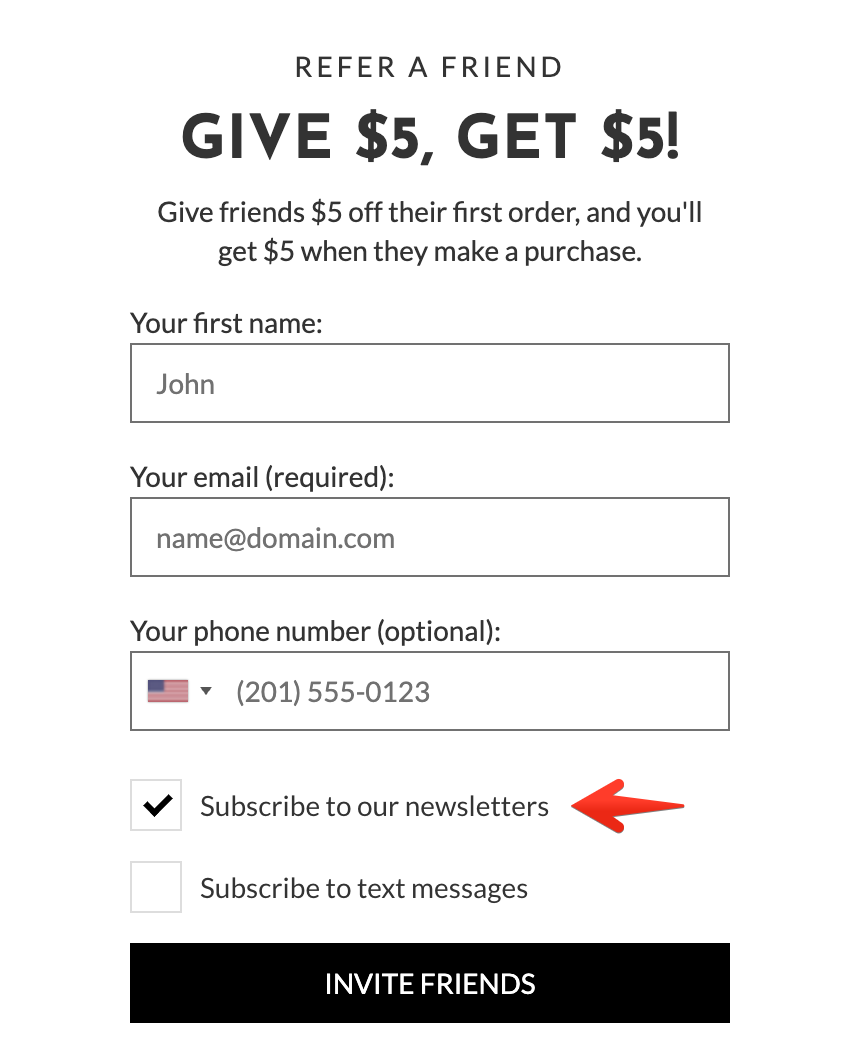 REFER A FRIEND
GIVE $5, GET $5!
Give friends $5 off their first order, and you'll
get $5 when they make a purchase.
Your first name:
John
Your email (required):
name@domain.com
Your phone number (optional):
(201) 555-0123
Subscribe to our newsletters
Subscribe to text messages
INVITE FRIENDS